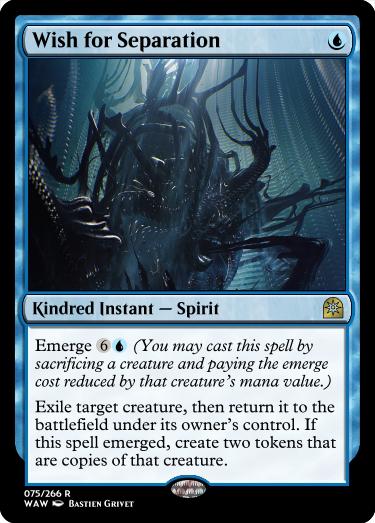 Wish for Separation
Kindred Instant — Spirit
Emerge 6 (You may cast this spell by
sacrificing a creature and paying the emerge
cost reduced by that creature's mana value.)
Exile target creature, then return it to the
battlefield under its owner's control. If
this spell emerged, create two tokens that
are copies of that creature.
075/266 R
WAW Bastien Grivet